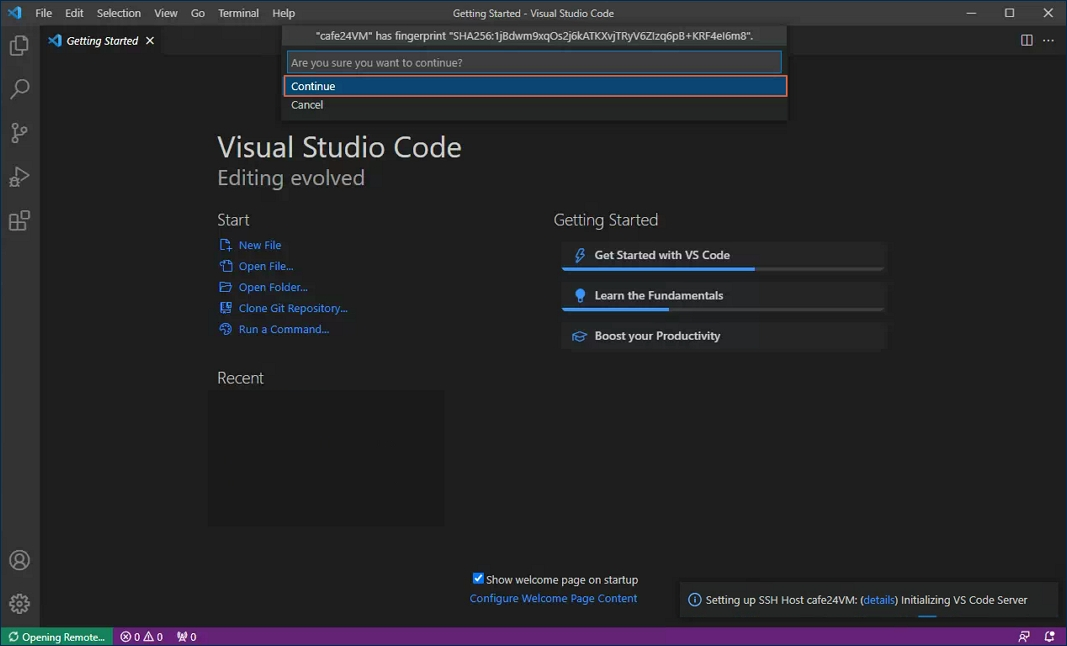 File Edit Selection View Go Terminal Help
Getting Started - Visual Studio Code
Getting Started
"cafe24VM" has fingerprint "SHA256:1jBdwm9xqOs2j6kATKXvjTRyV6ZIzq6pB+KRF4eI6m8".
Are you sure you want to continue?
Continue
Cancel
Visual Studio Code
Editing evolved
Start
New File
Open File...
Open Folder...
Clone Git Repository...
Run a Command...
Recent
Getting Started
Get Started with VS Code
Learn the Fundamentals
Boost your Productivity
Show welcome page on startup
Configure Welcome Page Content
Setting up SSH Host cafe24VM: (details) Initializing VS Code Server
Opening Remote... 0 0 0